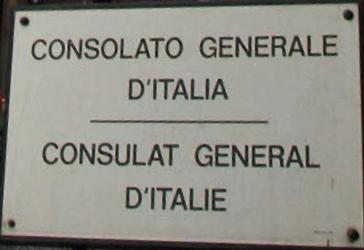 CONSOLATO GENERALE
D'ITALIA
CONSULAT GENERAL
D'ITALIE